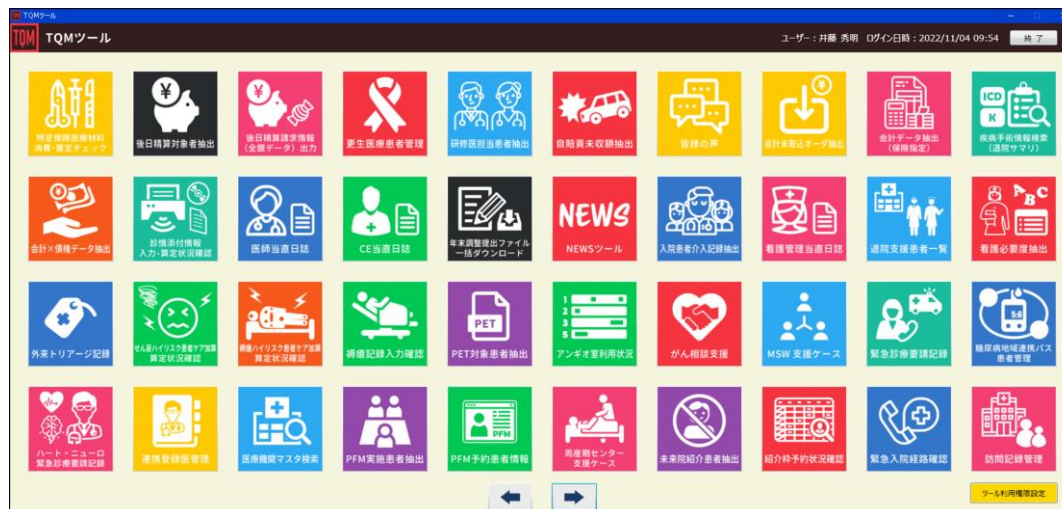 TQMツール
TQM TQMツール
ユーザー：井藤 秀明 ログイン日時：2022/11/04 09:54 終了
特定保険医療材料
消費・算定チェック
後日精算対象者抽出
後日精算請求情報
(全銀データ) 出力
更生医療患者管理
研修医担当患者抽出
自賠責未収額抽出
皆様の声
会計未取込オーダ抽出
会計データ抽出
(保険指定)
ICD
疾病手術情報検索
(退院サマリ)
会計×債権データ抽出
診情添付情報
入力・算定状況確認
医師当直日誌
CE当直日誌
年末調整提出ファイル
一括ダウンロード
NEWS
NEWSツール
入院患者介入記録抽出
看護管理当直日誌
退院支援患者一覧
A B C
看護必要度抽出
外来トリアージ記録
せん妄ハイリスク患者ケア加算
算定状況確認
褥瘡ハイリスク患者ケア加算
算定状況確認
褥瘡記録入力確認
PET
PET対象患者抽出
1
2
3
5
アンギオ室利用状況
がん相談支援
MSW 支援ケース
緊急診療要請記録
5.6
糖尿病地域連携パス
患者管理
ハート・ニューロ
緊急診療要請記録
連携登録医管理
医療機関マスタ検索
PFM実施患者抽出
PFM
PFM予約患者情報
周産期センター
支援ケース
未来院紹介患者抽出
紹介枠予約状況確認
緊急入院経路確認
訪問記録管理
ツール利用権限設定